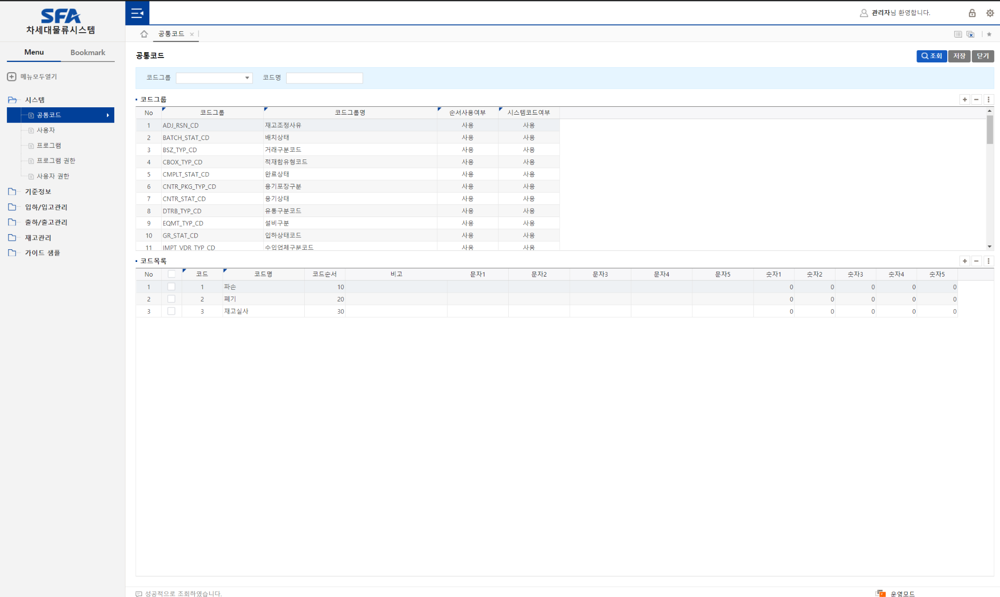 SFA
차세대물류시스템
관리자님 환영합니다.
공통코드
Menu Bookmark
메뉴모두열기
시스템
공통코드
사용자
프로그램
프로그램 권한
사용자 권한
기준정보
입하/입고관리
출하/출고관리
재고관리
가이드 샘플
공통코드
조회 저장 닫기
코드그룹 코드명
코드그룹
No 코드그룹 코드그룹명 순서사용여부 시스템코드여부
1 ADJ_RSN_CD 재고조정사유 사용 사용
2 BATCH_STAT_CD 배치상태 사용 사용
3 BSZ_TYP_CD 거래구분코드 사용 사용
4 CBOX_TYP_CD 적재함유형코드 사용 사용
5 CMPLT_STAT_CD 완료상태 사용 사용
6 CNTR_PKG_TYP_CD 용기포장구분 사용 사용
7 CNTR_STAT_CD 용기상태 사용 사용
8 DTRB_TYP_CD 유통구분코드 사용 사용
9 EQMT_TYP_CD 설비구분 사용 사용
10 GR_STAT_CD 입하상태코드 사용 사용
11 IMPT_VDR_TYP_CD 수입업체구분코드 사용 사용
코드목록
No 코드 코드명 코드순서 비고 문자1 문자2 문자3 문자4 문자5 숫자1 숫자2 숫자3 숫자4 숫자5
1 1 파손 10 0 0 0 0 0
2 2 폐기 20 0 0 0 0 0
3 3 재고실사 30 0 0 0 0 0
성공적으로 조회하였습니다.
운영모드